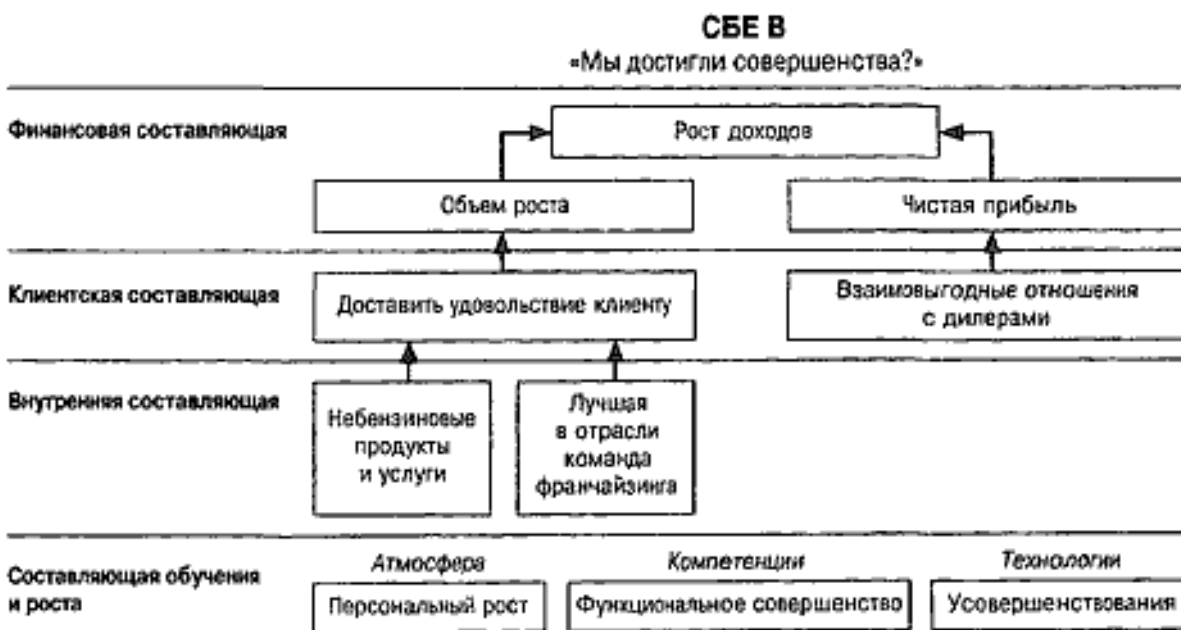 СБЕ В
«Мы достигли совершенства?»
Финансовая составляющая
Рост доходов
Объем роста
Чистая прибыль
Клиентская составляющая
Доставить удовольствие клиенту
Взаимовыгодные отношения
с дилерами
Внутренняя составляющая
Небензиновые
продукты
и услуги
Лучшая
в отрасли
команда
франчайзинга
Составляющая обучения
и роста
Атмосфера
Персональный рост
Компетенции
Функциональное совершенство
Технологии
Усовершенствования